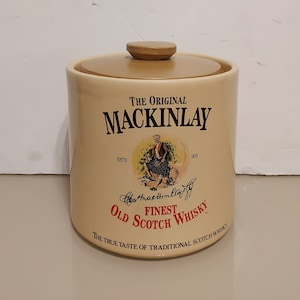 THE ORIGINAL
MACKINLAY
FINEST
OLD SCOTCH WHISKY
THE TRUE TASTE OF TRADITIONAL SCOTCH WHISKY